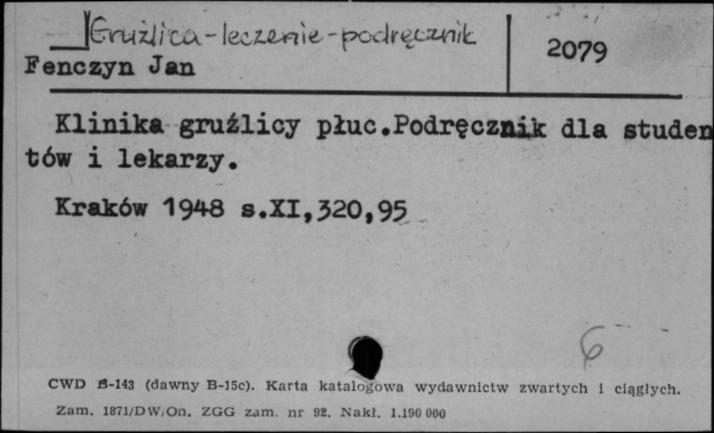 Gruźlica-leczenie-podręcznik
2079
Fenczyn Jan
Klinika gruźlicy płuc.Podręcznik dla studen
tów i lekarzy.
Kraków 1948 s.XI,320,95
6
CWD B-143 (dawny B-15c). Karta katalogowa wydawnictw zwartych i ciągłych.
Zam. 1871/DW/On. ZGG zam. nr 92. Nakł. 1.190 000